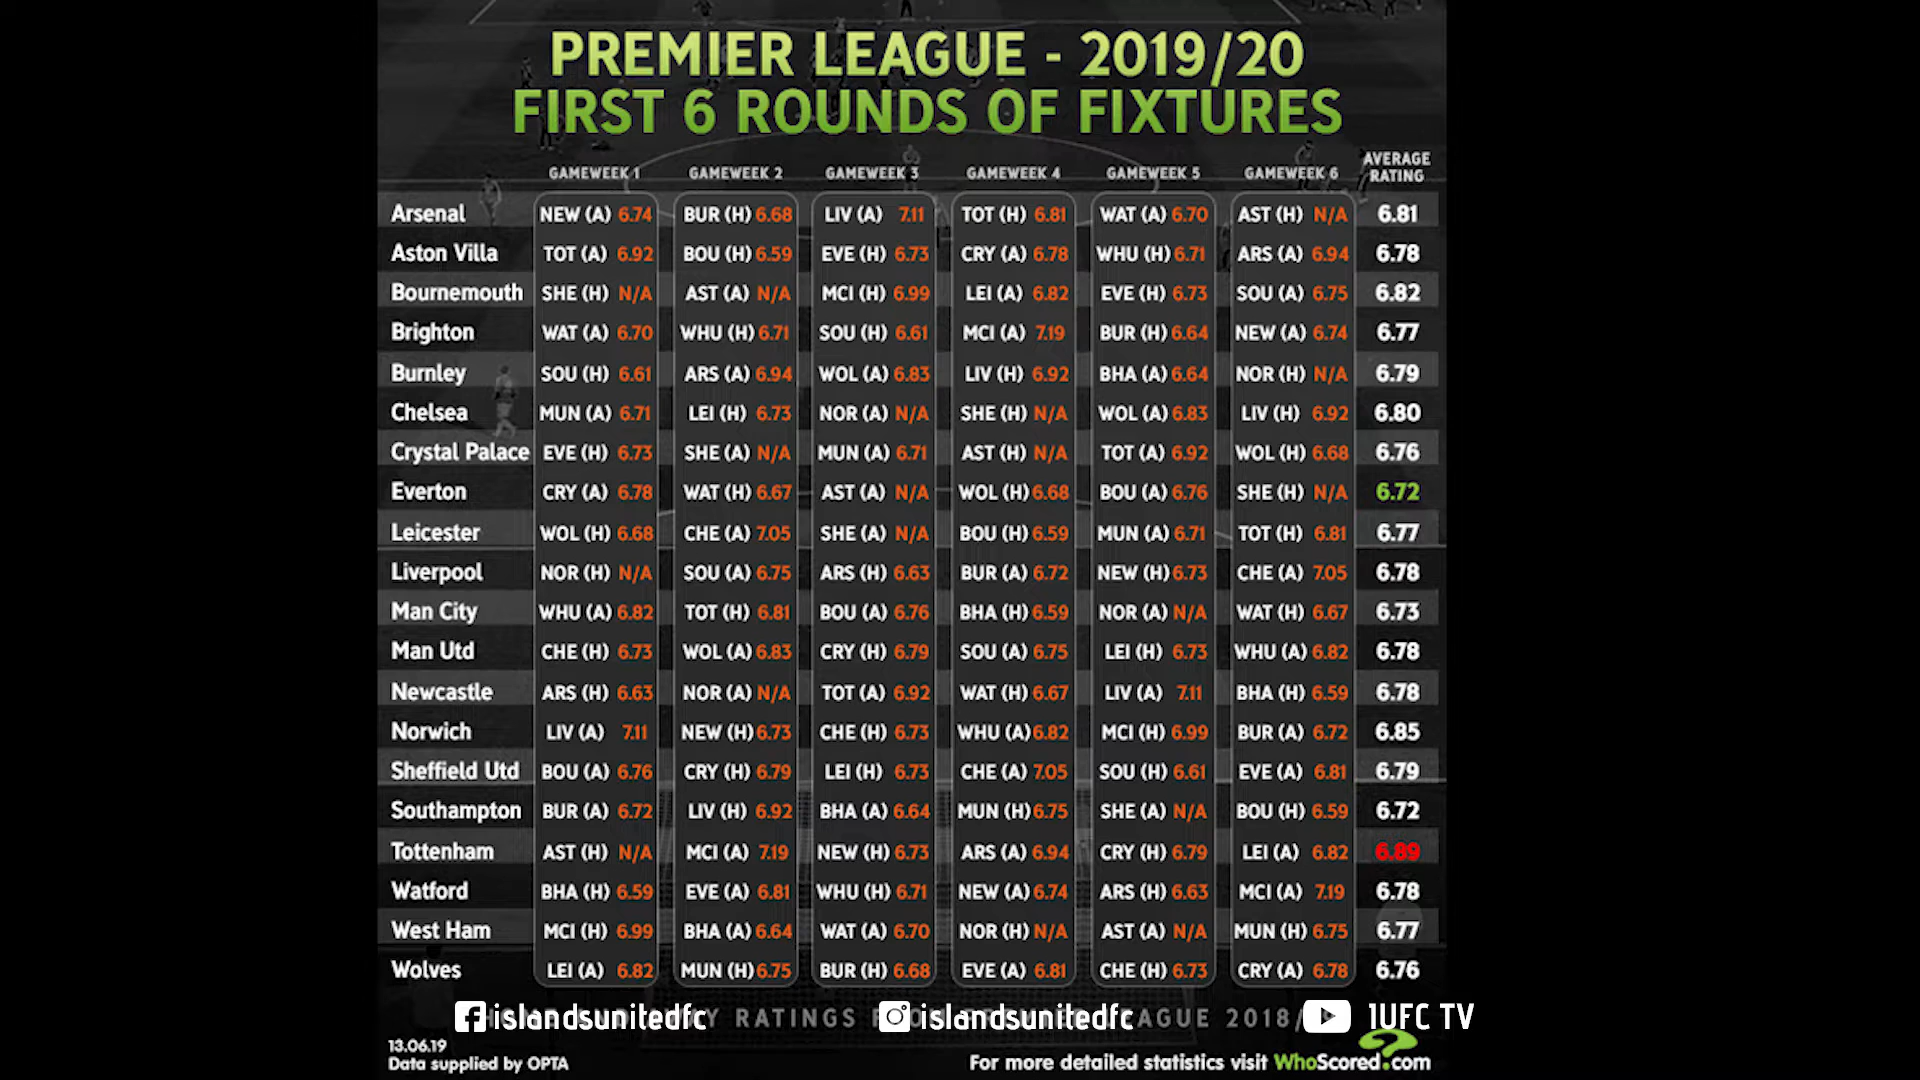 PREMIER LEAGUE - 2019/20
FIRST 6 ROUNDS OF FIXTURES
GAMEWEEK 1 GAMEWEEK 2 GAMEWEEK 3 GAMEWEEK 4 GAMEWEEK 5 GAMEWEEK 6 AVERAGE RATING
Arsenal NEW (A) 6.74 BUR (H) 6.68 LIV (A) 7.11 TOT (H) 6.81 WAT (A) 6.70 AST (H) N/A 6.81
Aston Villa TOT (A) 6.92 BOU (H) 6.59 EVE (H) 6.73 CRY (A) 6.78 WHU (H) 6.71 ARS (A) 6.94 6.78
Bournemouth SHE (H) N/A AST (A) N/A MCI (H) 6.99 LEI (A) 6.82 EVE (H) 6.73 SOU (A) 6.75 6.82
Brighton WAT (A) 6.70 WHU (H) 6.71 SOU (H) 6.61 MCI (A) 7.19 BUR (H) 6.64 NEW (A) 6.74 6.77
Burnley SOU (H) 6.61 ARS (A) 6.94 WOL (A) 6.83 LIV (H) 6.92 BHA (A) 6.64 NOR (H) N/A 6.79
Chelsea MUN (A) 6.71 LEI (H) 6.73 NOR (A) N/A SHE (H) N/A WOL (A) 6.83 LIV (H) 6.92 6.80
Crystal Palace EVE (H) 6.73 SHE (A) N/A MUN (A) 6.71 AST (H) N/A TOT (A) 6.92 WOL (H) 6.68 6.76
Everton CRY (A) 6.78 WAT (H) 6.67 AST (A) N/A WOL (H) 6.68 BOU (A) 6.76 SHE (H) N/A 6.72
Leicester WOL (H) 6.68 CHE (A) 7.05 SHE (A) N/A BOU (H) 6.59 MUN (A) 6.71 TOT (H) 6.81 6.77
Liverpool NOR (H) N/A SOU (A) 6.75 ARS (H) 6.63 BUR (A) 6.72 NEW (H) 6.73 CHE (A) 7.05 6.78
Man City WHU (A) 6.82 TOT (H) 6.81 BOU (A) 6.76 BHA (H) 6.59 NOR (A) N/A WAT (H) 6.67 6.73
Man Utd CHE (H) 6.73 WOL (A) 6.83 CRY (H) 6.79 SOU (A) 6.75 LEI (H) 6.73 WHU (A) 6.82 6.78
Newcastle ARS (H) 6.63 NOR (A) N/A TOT (A) 6.92 WAT (H) 6.67 LIV (A) 7.11 BHA (H) 6.59 6.78
Norwich LIV (A) 7.11 NEW (H) 6.73 CHE (H) 6.73 WHU (A) 6.82 MCI (H) 6.99 BUR (A) 6.72 6.85
Sheffield Utd BOU (A) 6.76 CRY (H) 6.79 LEI (H) 6.73 CHE (A) 7.05 SOU (H) 6.61 EVE (A) 6.81 6.79
Southampton BUR (A) 6.72 LIV (H) 6.92 BHA (A) 6.64 MUN (H) 6.75 SHE (A) N/A BOU (H) 6.59 6.72
Tottenham AST (H) N/A MCI (A) 7.19 NEW (H) 6.73 ARS (A) 6.94 CRY (H) 6.79 LEI (A) 6.82 6.89
Watford BHA (H) 6.59 EVE (A) 6.81 WHU (H) 6.71 NEW (A) 6.74 ARS (H) 6.63 MCI (A) 7.19 6.78
West Ham MCI (H) 6.99 BHA (A) 6.64 WAT (A) 6.70 NOR (H) N/A AST (A) N/A MUN (H) 6.75 6.77
Wolves LEI (A) 6.82 MUN (H) 6.75 BUR (H) 6.68 EVE (A) 6.81 CHE (H) 6.73 CRY (A) 6.78 6.76
islandsunitedfc islandsunitedfc IUFC TV
RATINGS 2018/
13.06.19
Data supplied by OPTA
For more detailed statistics visit WhoScored.com